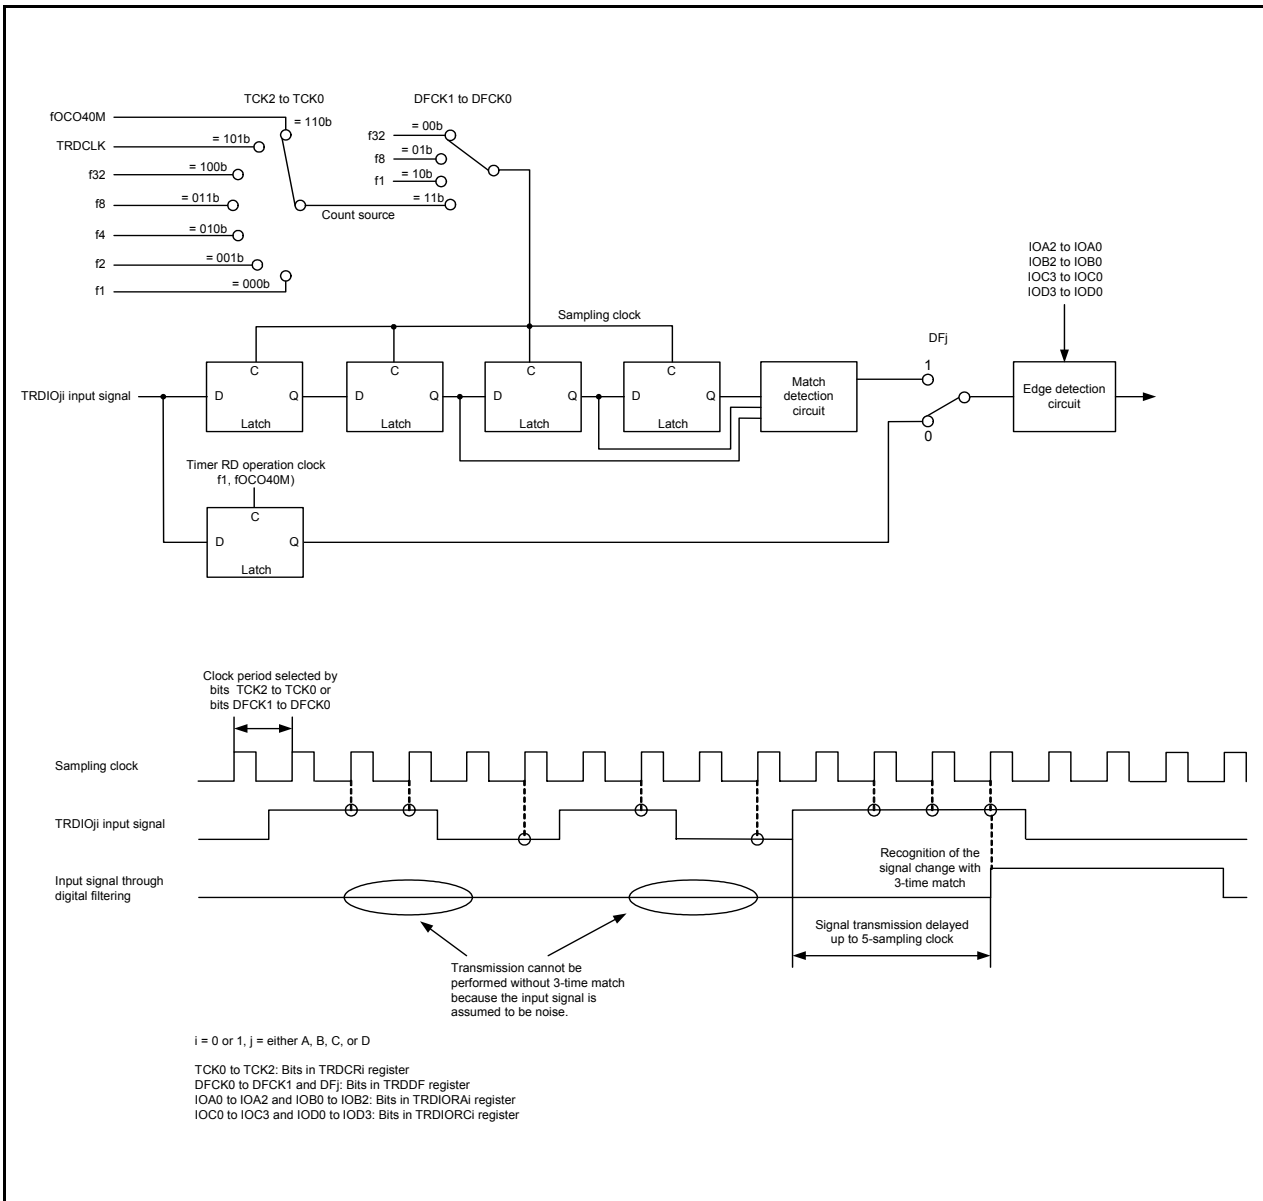 TCK2 to TCK0
DFCK1 to DFCK0
fOCO40M
= 110b
TRDCLK
= 101b
f32
= 100b
f8
= 011b
f4
= 010b
f2
= 001b
f1
= 000b
Count source
f32
= 00b
f8
= 01b
f1
= 10b
= 11b
IOA2 to IOA0
IOB2 to IOB0
IOC3 to IOC0
IOD3 to IOD0
Sampling clock
TRDIOji input signal
C
D
Q
Latch
C
D
Q
Latch
C
D
Q
Latch
C
D
Q
Latch
Match
detection
circuit
DFj
1
0
Edge detection
circuit
Timer RD operation clock
f1, fOCO40M)
C
D
Q
Latch
Clock period selected by
bits TCK2 to TCK0 or
bits DFCK1 to DFCK0
Sampling clock
TRDIOji input signal
Recognition of the
signal change with
3-time match
Input signal through
digital filtering
Signal transmission delayed
up to 5-sampling clock
Transmission cannot be
performed without 3-time match
because the input signal is
assumed to be noise.
i = 0 or 1, j = either A, B, C, or D
TCK0 to TCK2: Bits in TRDCRi register
DFCK0 to DFCK1 and DFj: Bits in TRDDF register
IOA0 to IOA2 and IOB0 to IOB2: Bits in TRDIORAi register
IOC0 to IOC3 and IOD0 to IOD3: Bits in TRDIORCi register